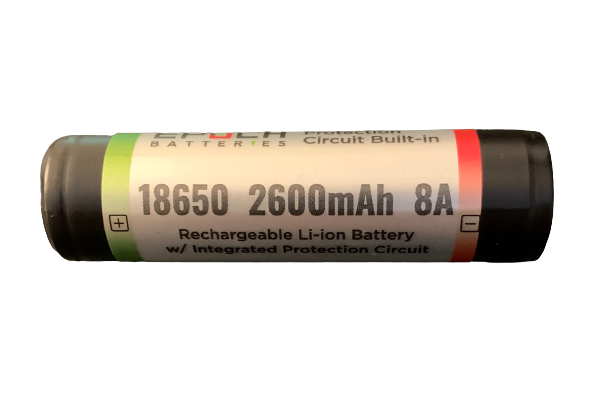 EPOCH
BATTERIES
Protection
Circuit Built-in
18650 2600mAh 8A
+
-
Rechargeable Li-ion Battery
w/ Integrated Protection Circuit